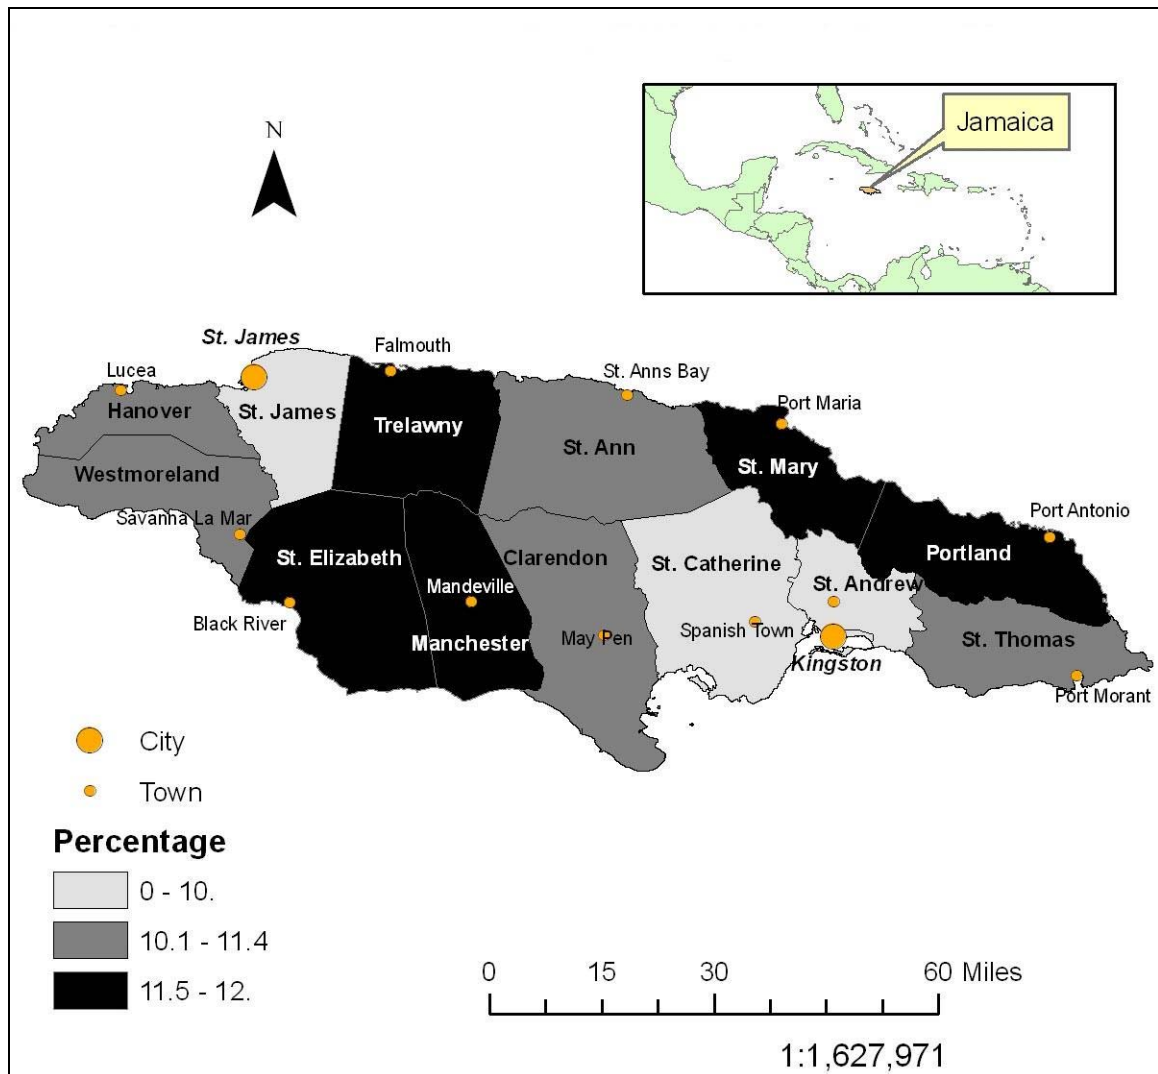 N
Jamaica
St. James
Falmouth
Lucea
St. Anns Bay
Port Maria
Hanover
St. James
Trelawny
St. Ann
St. Mary
Westmoreland
Savanna La Mar
Port Antonio
St. Elizabeth
Clarendon
St. Catherine
Portland
St. Andrew
Mandeville
Black River
Manchester
May Pen
Spanish Town
St. Thomas
Kingston
Port Morant
City
Town
Percentage
0 - 10.
10.1 - 11.4
11.5 - 12.
0 15 30 60 Miles
1:1,627,971